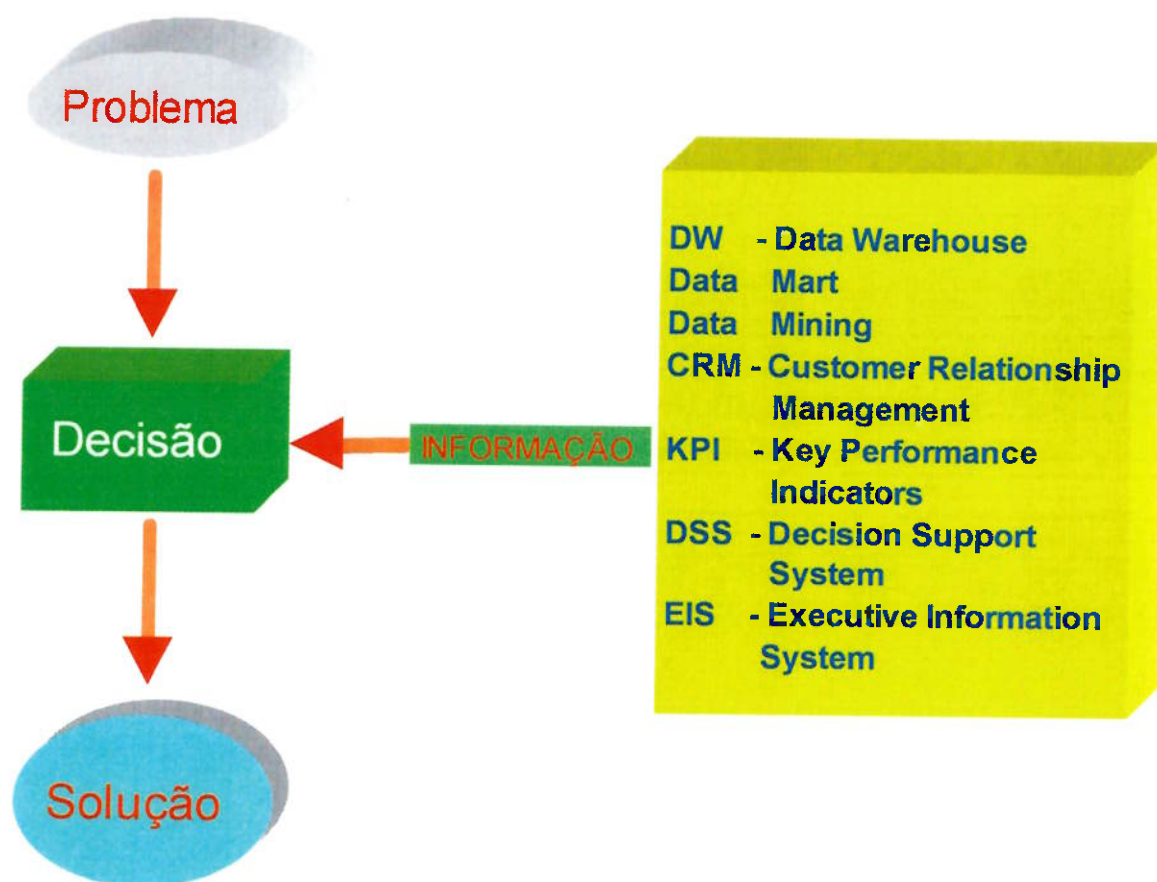 Problema
Decisão
Solução
INFORMAÇÃO
DW - Data Warehouse
Data Mart
Data Mining
CRM - Customer Relationship
Management
KPI - Key Performance
Indicators
DSS - Decision Support
System
EIS - Executive Information
System